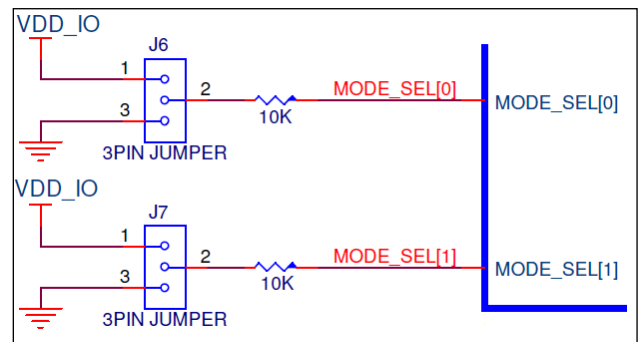 VDD_IO
J6
1
2
MODE_SEL[0]
MODE_SEL[0]
3
10K
3PIN JUMPER
VDD_IO
J7
1
2
MODE_SEL[1]
MODE_SEL[1]
3
10K
3PIN JUMPER